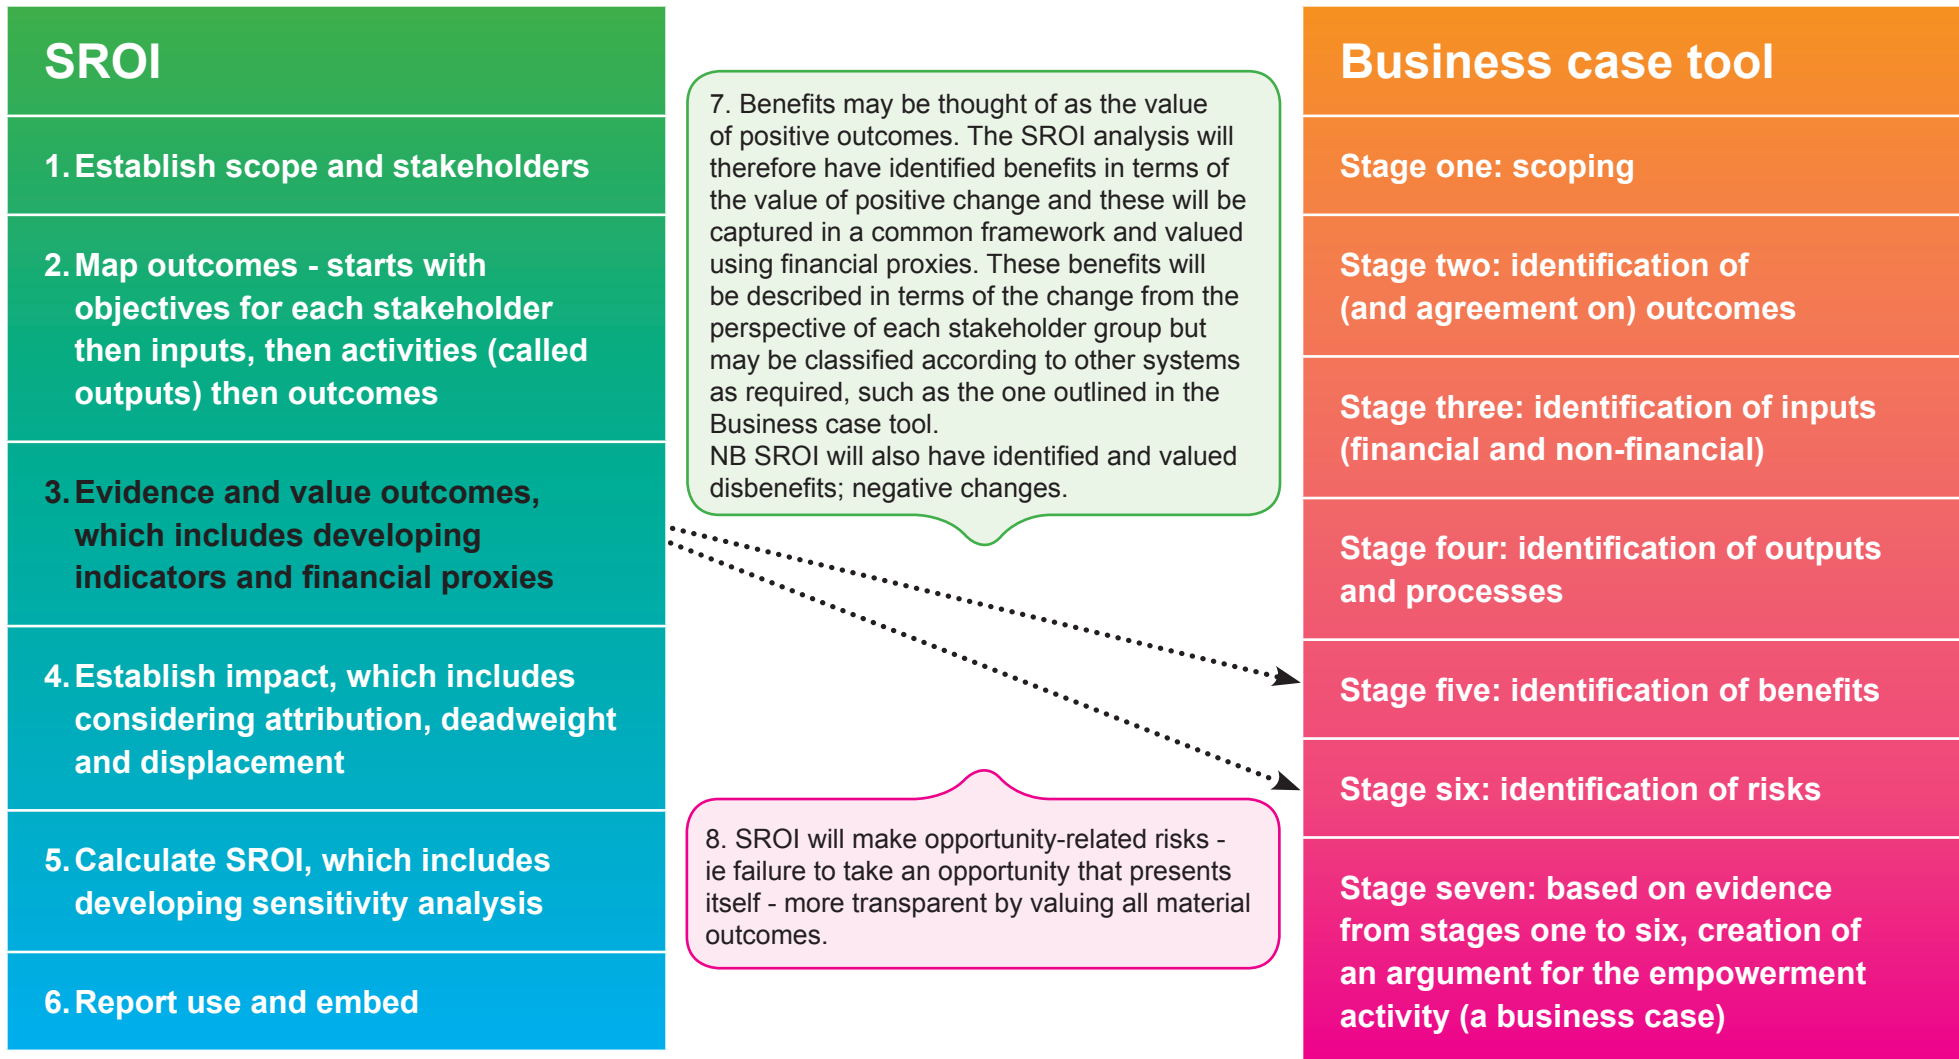 SROI
1. Establish scope and stakeholders
2. Map outcomes - starts with
objectives for each stakeholder
then inputs, then activities (called
outputs) then outcomes
3. Evidence and value outcomes,
which includes developing
indicators and financial proxies
4. Establish impact, which includes
considering attribution, deadweight
and displacement
5. Calculate SROI, which includes
developing sensitivity analysis
6. Report use and embed
7. Benefits may be thought of as the value
of positive outcomes. The SROI analysis will
therefore have identified benefits in terms of
the value of positive change and these will be
captured in a common framework and valued
using financial proxies. These benefits will
be described in terms of the change from the
perspective of each stakeholder group but
may be classified according to other systems
as required, such as the one outlined in the
Business case tool.
NB SROI will also have identified and valued
disbenefits; negative changes.
8. SROI will make opportunity-related risks -
ie failure to take an opportunity that presents
itself - more transparent by valuing all material
outcomes.
Business case tool
Stage one: scoping
Stage two: identification of
(and agreement on) outcomes
Stage three: identification of inputs
(financial and non-financial)
Stage four: identification of outputs
and processes
Stage five: identification of benefits
Stage six: identification of risks
Stage seven: based on evidence
from stages one to six, creation of
an argument for the empowerment
activity (a business case)